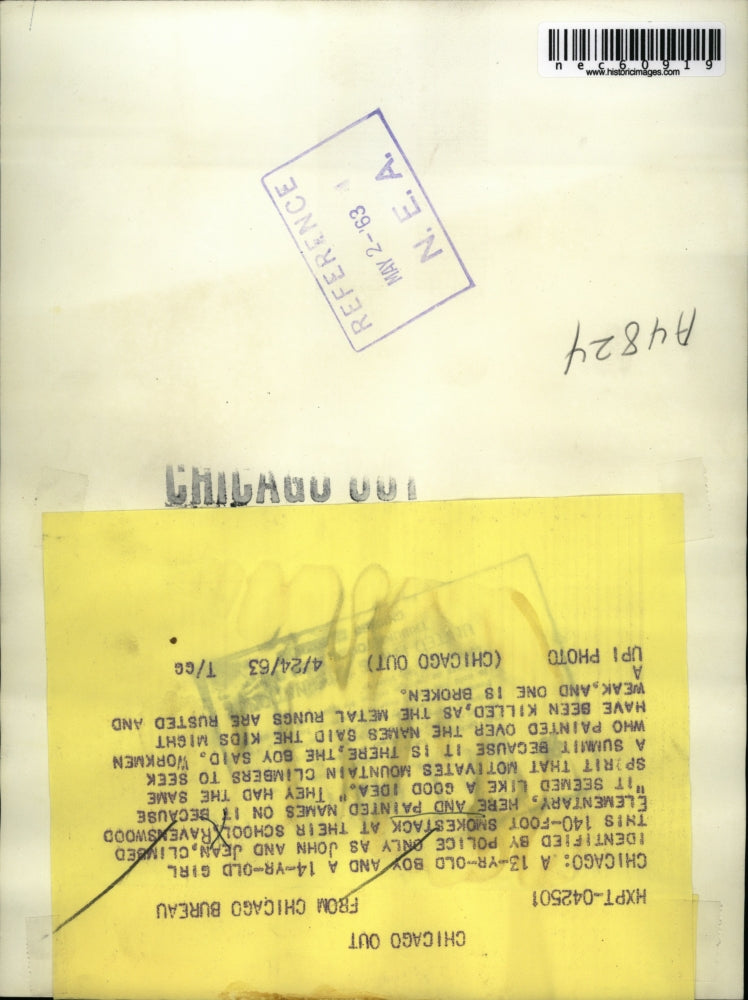 nec60919
www.historicimages.com
REFERENCE
MAY 2-'63
N. E. A.
A4824
CHICAGO OUT
CHICAGO OUT
HXPT-042501 FROM CHICAGO BUREAU
CHICAGO: A 13-YR-OLD BOY AND A 14-YR-OLD GIRL
IDENTIFIED BY POLICE ONLY AS JOHN AND JEAN,CLIMBED
THIS 140-FOOT SMOKESTACK AT THEIR SCHOOL,RAVENSWOOD
ELEMENTARY, HERE AND PAINTED NAMES ON IT BECAUSE
"IT SEEMED LIKE A GOOD IDEA." THEY HAD THE SAME
SPIRIT THAT MOTIVATES MOUNTAIN CLIMBERS TO SEEK
A SUMMIT BECAUSE IT IS THERE,THE BOY SAID. WORKMEN
WHO PAINTED OVER THE NAMES SAID THE KIDS MIGHT
HAVE BEEN KILLED,AS THE METAL RUNGS ARE RUSTED AND
WEAK,AND ONE IS BROKEN.
A
UPI PHOTO (CHICAGO OUT) 4/24/63 T/GG